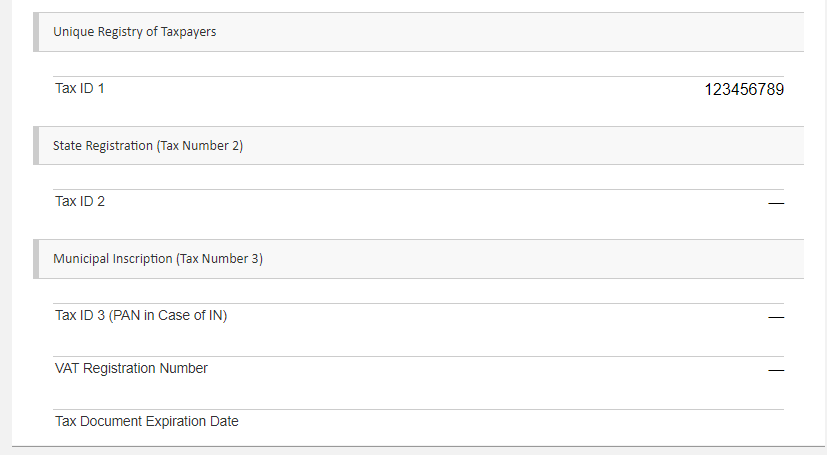 Unique Registry of Taxpayers
Tax ID 1 123456789
State Registration (Tax Number 2)
Tax ID 2 —
Municipal Inscription (Tax Number 3)
Tax ID 3 (PAN in Case of IN) —
VAT Registration Number —
Tax Document Expiration Date